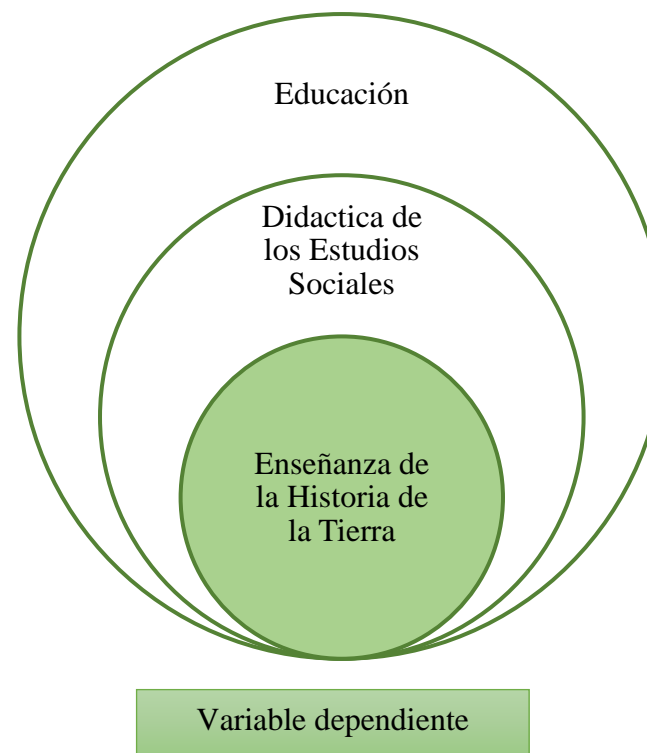 Educación
Didactica de
los Estudios
Sociales
Enseñanza de
la Historia de
la Tierra
Variable dependiente